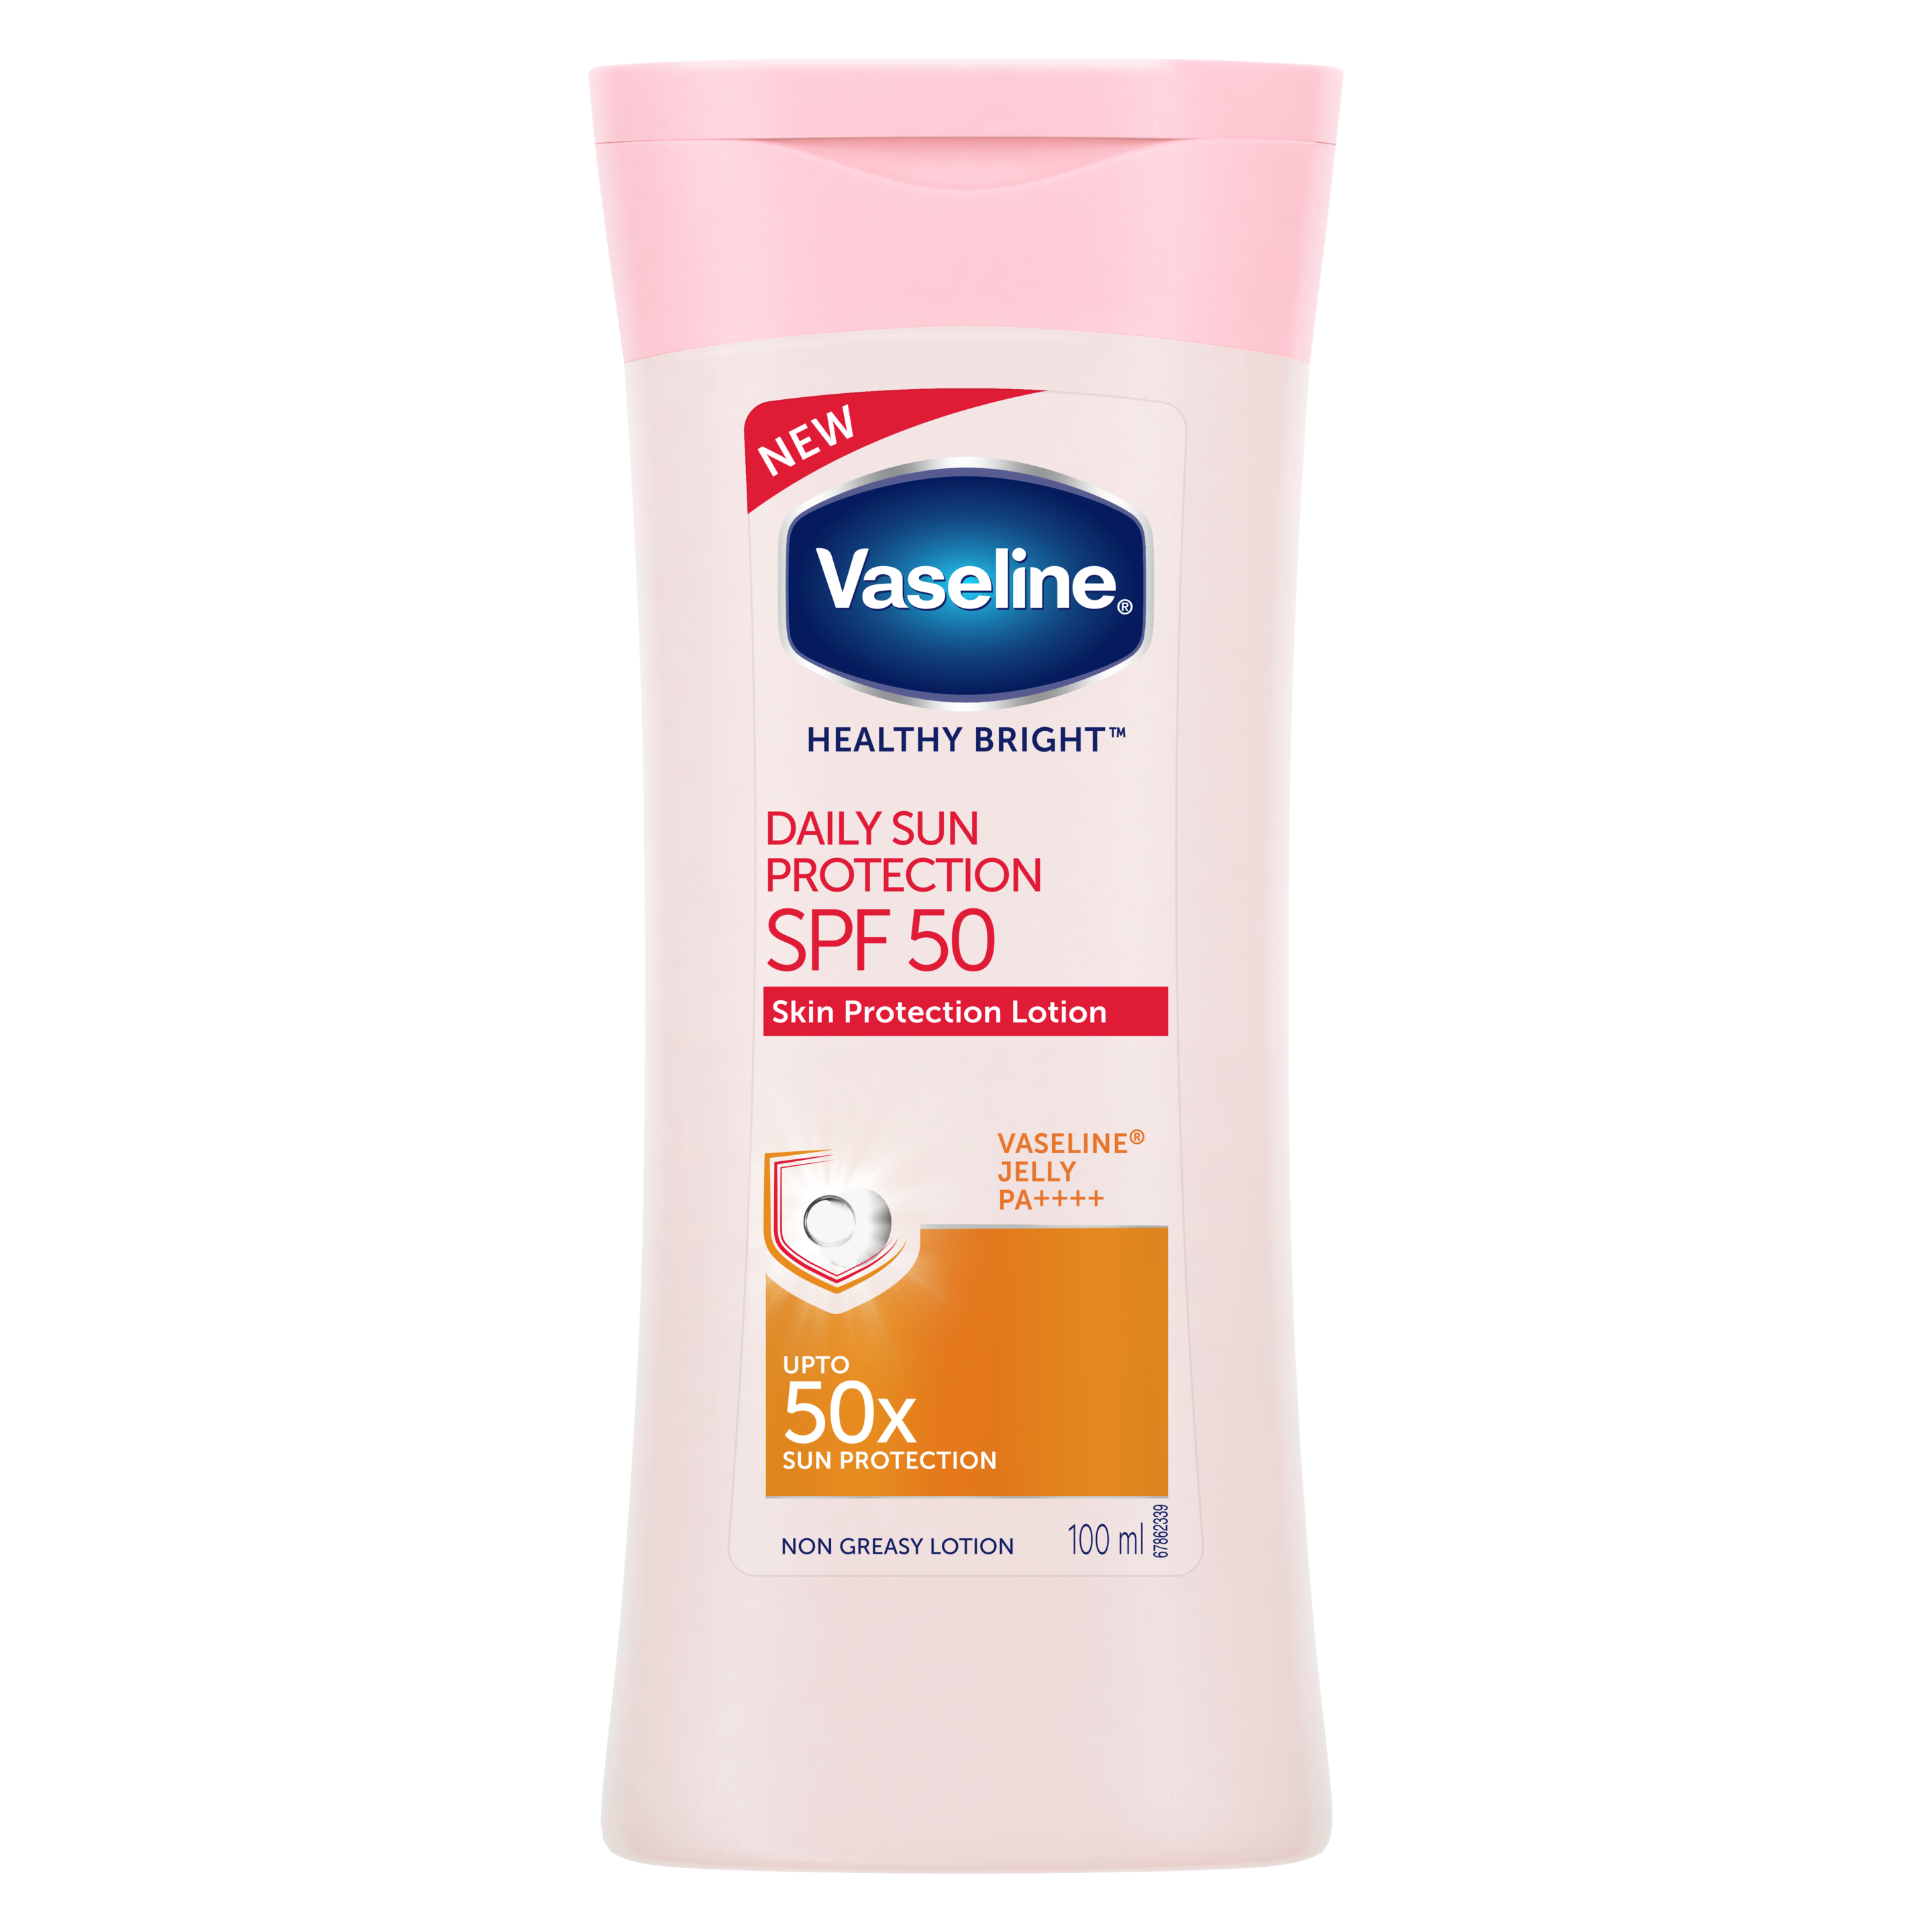 NEW
Vaseline®
HEALTHY BRIGHT™
DAILY SUN
PROTECTION
SPF 50
Skin Protection Lotion
VASELINE®
JELLY
PA++++
UPTO
50x
SUN PROTECTION
NON GREASY LOTION
100 ml
67862339